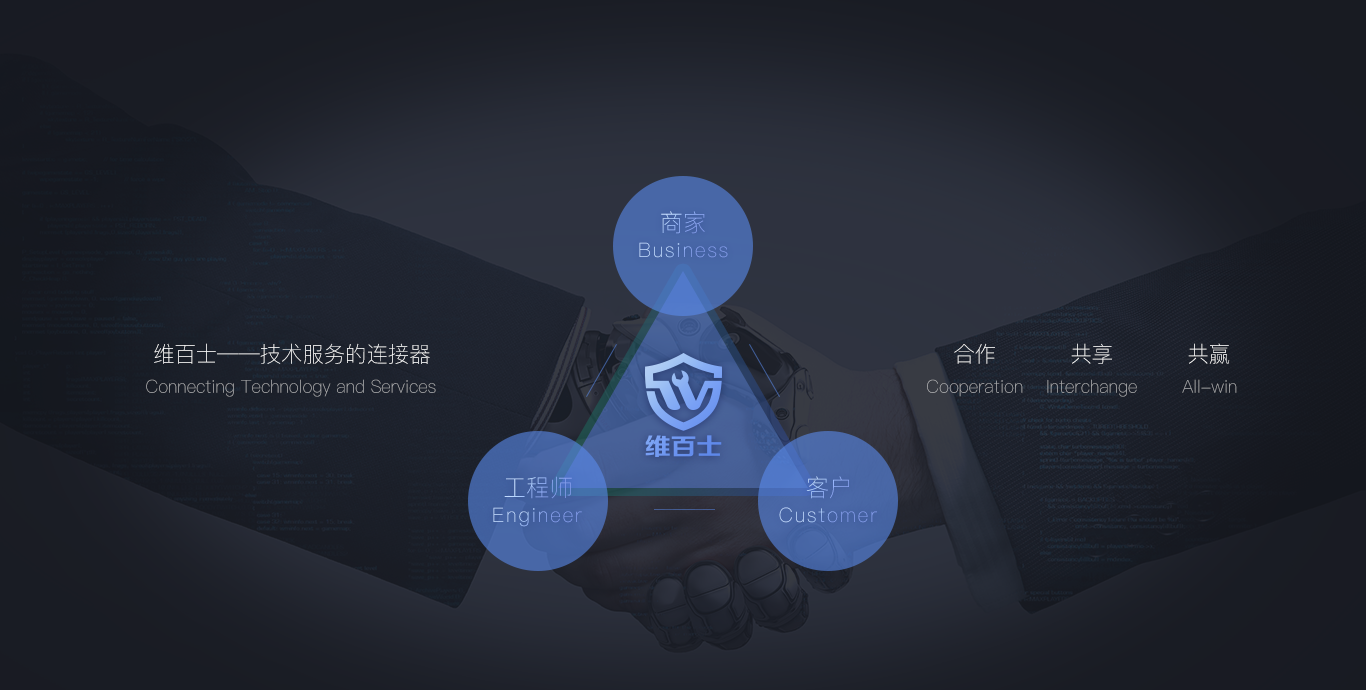 商家
Business
维百士——技术服务的连接器
Connecting Technology and Services
合作 共享 共赢
Cooperation Interchange All-win
维百士
工程师
Engineer
客户
Customer